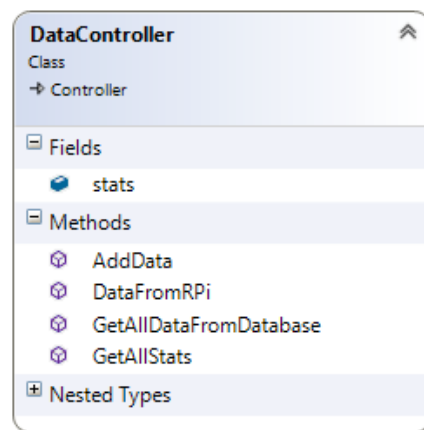 DataController
Class
Controller
Fields
stats
Methods
AddData
DataFromRPi
GetAllDataFromDatabase
GetAllStats
Nested Types